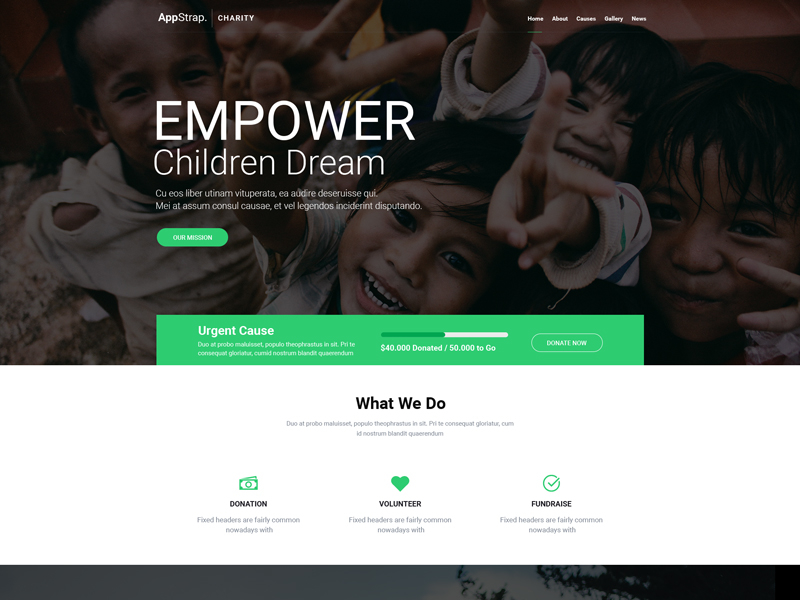 AppStrap. CHARITY
Home About Causes Gallery News
EMPOWER
Children Dream
Cu eos liber utinam vituperata, ea audire deseruisse qui.
Mei at assum consul causae, et vel legendos inciderint disputando.
OUR MISSION
Urgent Cause
Duo at probo maluisset, populo theophrastus in sit. Pri te
consequat gloriatur, cumid nostrum blandit quaerendum
$40.000 Donated / 50.000 to Go
DONATE NOW
What We Do
Duo at probo maluisset, populo theophrastus in sit. Pri te consequat gloriatur, cum
id nostrum blandit quaerendum
DONATION
Fixed headers are fairly common
nowadays with
VOLUNTEER
Fixed headers are fairly common
nowadays with
FUNDRAISE
Fixed headers are fairly common
nowadays with